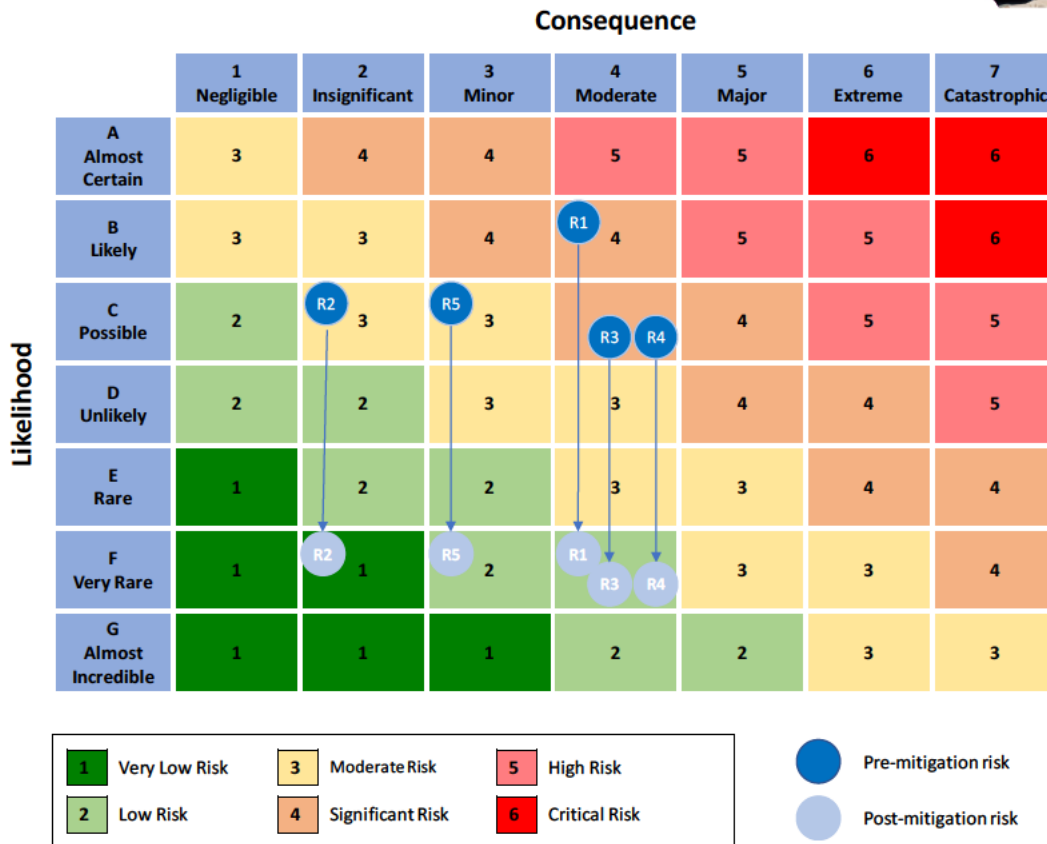 Consequence
1
Negligible
2
Insignificant
3
Minor
4
Moderate
5
Major
6
Extreme
7
Catastrophic
Likelihood
A
Almost
Certain
3 4 4 5 5 6 6
B
Likely
3 3 4 R1 4 5 5 6
C
Possible
2 R2 3 R5 3 R3 R4 4 5 5
D
Unlikely
2 2 3 3 4 4 5
E
Rare
1 2 2 3 3 4 4
F
Very Rare
1 R2 1 R5 2 R1 R3 R4 3 3 4
G
Almost
Incredible
1 1 1 2 2 3 3
1 Very Low Risk
3 Moderate Risk
5 High Risk
2 Low Risk
4 Significant Risk
6 Critical Risk
Pre-mitigation risk
Post-mitigation risk